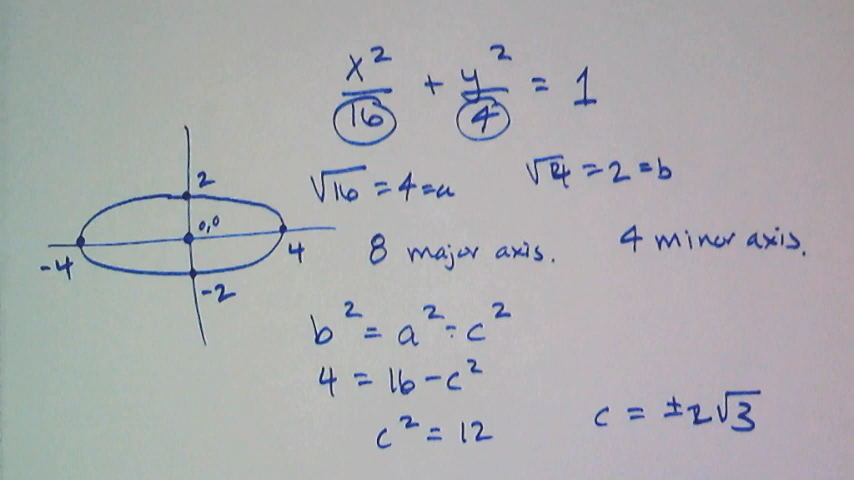 x²/16 + y²/4 = 1
√16 = 4 = a
√4 = 2 = b
2
0,0
-4
4
-2
8 major axis.
4 minor axis.
b² = a² - c²
4 = 16 - c²
c² = 12
c = ±2√3